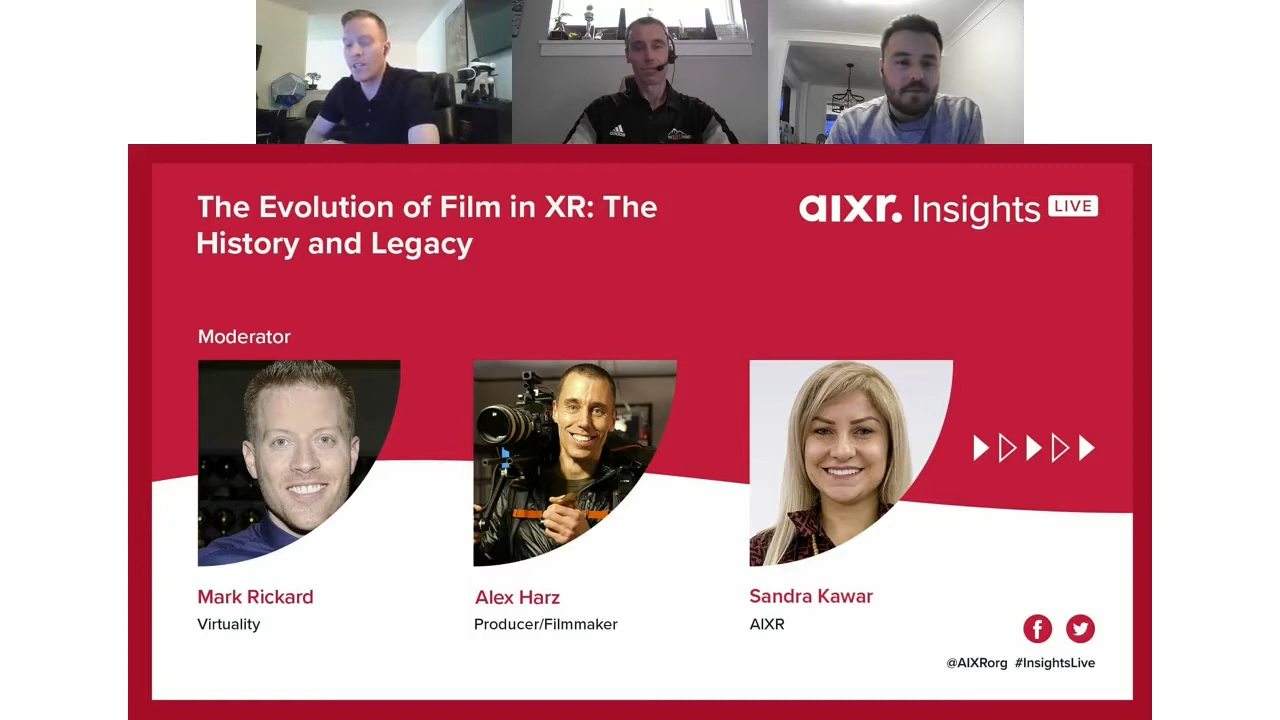 adidas
The Evolution of Film in XR: The
History and Legacy
aixr. Insights LIVE
Moderator
Mark Rickard
Virtuality
Alex Harz
Producer/Filmmaker
Sandra Kawar
AIXR
@AIXRorg #InsightsLive